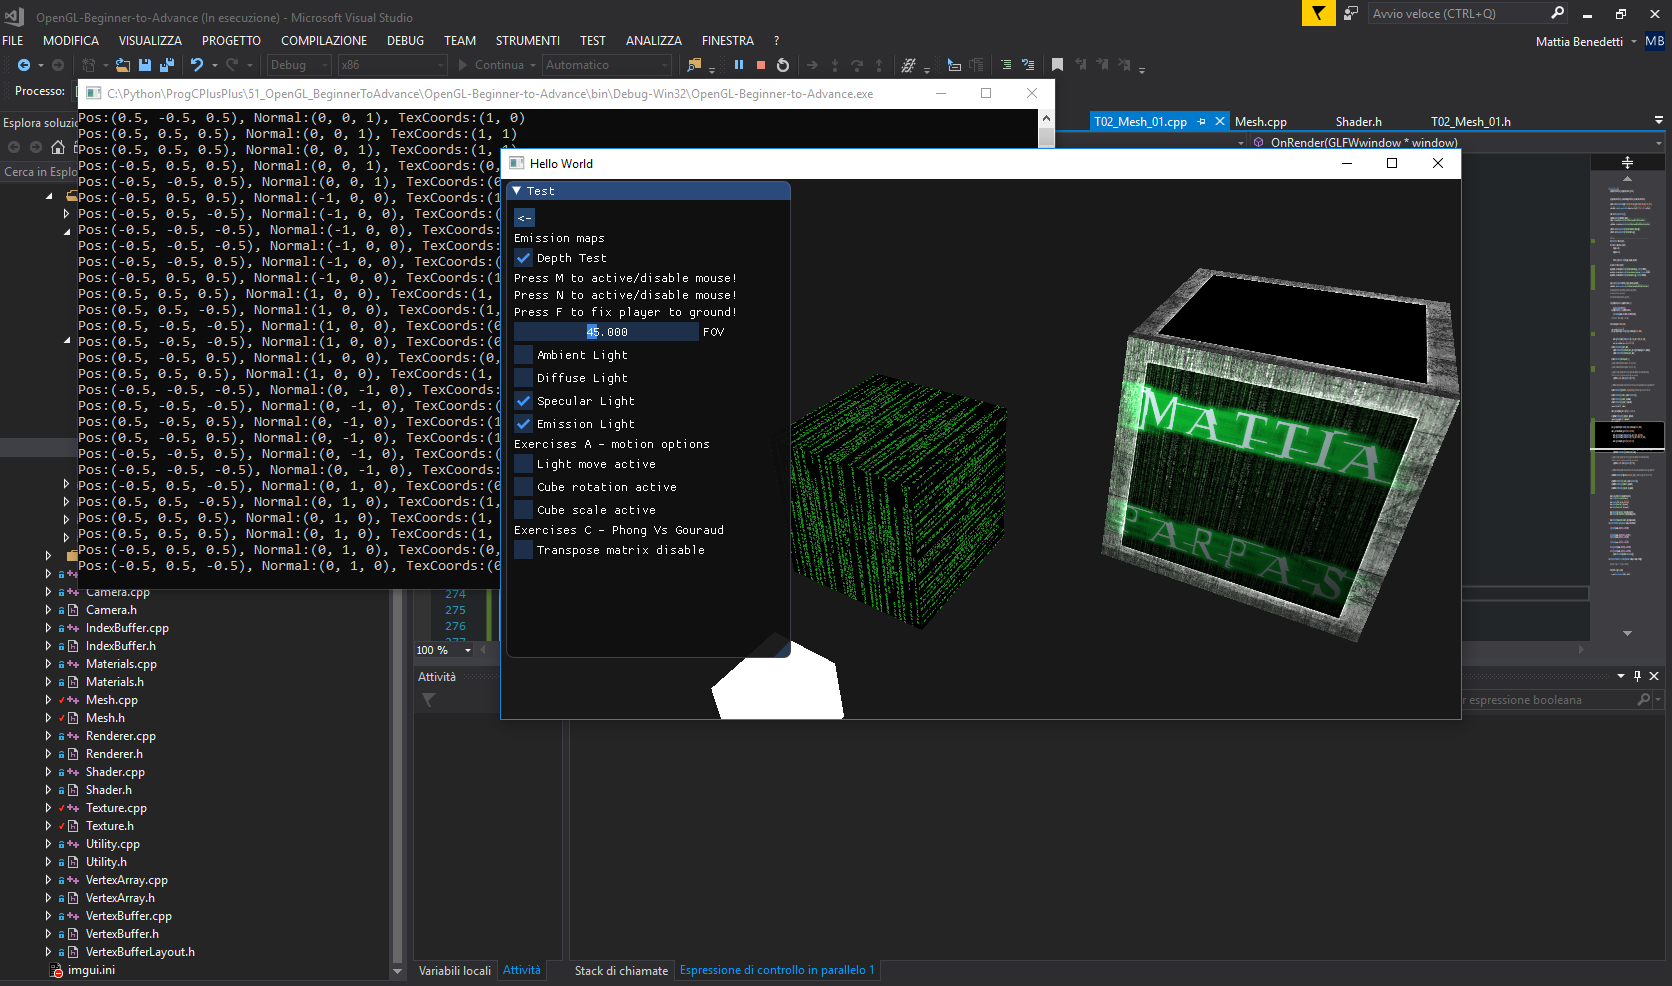 OpenGL-Beginner-to-Advance (In esecuzione) - Microsoft Visual Studio
Avvio veloce (CTRL+Q)
FILE MODIFICA VISUALIZZA PROGETTO COMPILAZIONE DEBUG TEAM STRUMENTI TEST ANALIZZA FINESTRA ?
Mattia Benedetti MB
Debug x86 Continua Automatico
Processo:
C:\Python\ProgCPlusPlus\51_OpenGL_BeginnerToAdvance\OpenGL-Beginner-to-Advance\bin\Debug-Win32\OpenGL-Beginner-to-Advance.exe
Esplora soluzi
Cerca in Esplo
T02_Mesh_01.cpp Mesh.cpp Shader.h T02_Mesh_01.h
OnRender(GLFWwindow * window)
Pos:(0.5, -0.5, 0.5), Normal:(0, 0, 1), TexCoords:(1, 0)
Pos:(0.5, 0.5, 0.5), Normal:(0, 0, 1), TexCoords:(1, 1)
Pos:(0.5, 0.5, 0.5), Normal:(0, 0, 1), TexCoords:(1, 1)
Pos:(-0.5, 0.5, 0.5), Normal:(0, 0, 1), TexCoords:(0,
Pos:(-0.5, -0.5, 0.5), Normal:(0, 0, 1), TexCoords:(0
Pos:(-0.5, 0.5, 0.5), Normal:(-1, 0, 0), TexCoords:(1
Pos:(-0.5, 0.5, -0.5), Normal:(-1, 0, 0), TexCoords:(
Pos:(-0.5, -0.5, -0.5), Normal:(-1, 0, 0), TexCoords:
Pos:(-0.5, -0.5, -0.5), Normal:(-1, 0, 0), TexCoords:
Pos:(-0.5, -0.5, 0.5), Normal:(-1, 0, 0), TexCoords:(
Pos:(-0.5, 0.5, 0.5), Normal:(-1, 0, 0), TexCoords:(1
Pos:(0.5, 0.5, 0.5), Normal:(1, 0, 0), TexCoords:(1,
Pos:(0.5, 0.5, -0.5), Normal:(1, 0, 0), TexCoords:(1,
Pos:(0.5, -0.5, -0.5), Normal:(1, 0, 0), TexCoords:(0
Pos:(0.5, -0.5, -0.5), Normal:(1, 0, 0), TexCoords:(0
Pos:(0.5, -0.5, 0.5), Normal:(1, 0, 0), TexCoords:(0,
Pos:(0.5, 0.5, 0.5), Normal:(1, 0, 0), TexCoords:(1,
Pos:(-0.5, -0.5, -0.5), Normal:(0, -1, 0), TexCoords:
Pos:(0.5, -0.5, -0.5), Normal:(0, -1, 0), TexCoords:(
Pos:(0.5, -0.5, 0.5), Normal:(0, -1, 0), TexCoords:(1
Pos:(0.5, -0.5, 0.5), Normal:(0, -1, 0), TexCoords:(1
Pos:(-0.5, -0.5, 0.5), Normal:(0, -1, 0), TexCoords:(
Pos:(-0.5, -0.5, -0.5), Normal:(0, -1, 0), TexCoords:
Pos:(-0.5, 0.5, -0.5), Normal:(0, 1, 0), TexCoords:(0
Pos:(0.5, 0.5, -0.5), Normal:(0, 1, 0), TexCoords:(1,
Pos:(0.5, 0.5, 0.5), Normal:(0, 1, 0), TexCoords:(1,
Pos:(0.5, 0.5, 0.5), Normal:(0, 1, 0), TexCoords:(1,
Pos:(-0.5, 0.5, 0.5), Normal:(0, 1, 0), TexCoords:(0,
Pos:(-0.5, 0.5, -0.5), Normal:(0, 1, 0), TexCoords:(0
Hello World
Test
<-
Emission maps
Depth Test
Press M to active/disable mouse!
Press N to active/disable mouse!
Press F to fix player to ground!
45.000 FOV
Ambient Light
Diffuse Light
Specular Light
Emission Light
Exercises A - motion options
Light move active
Cube rotation active
Cube scale active
Exercises C - Phong Vs Gouraud
Transpose matrix disable
MATTIA
PARPAS
Camera.cpp
Camera.h
IndexBuffer.cpp
IndexBuffer.h
Materials.cpp
Materials.h
Mesh.cpp
Mesh.h
Renderer.cpp
Renderer.h
Shader.cpp
Shader.h
Texture.cpp
Texture.h
Utility.cpp
Utility.h
VertexArray.cpp
VertexArray.h
VertexBuffer.cpp
VertexBuffer.h
VertexBufferLayout.h
imgui.ini
274
275
276
277
100 %
Attività
r espressione booleana
Variabili locali Attività
Stack di chiamate Espressione di controllo in parallelo 1